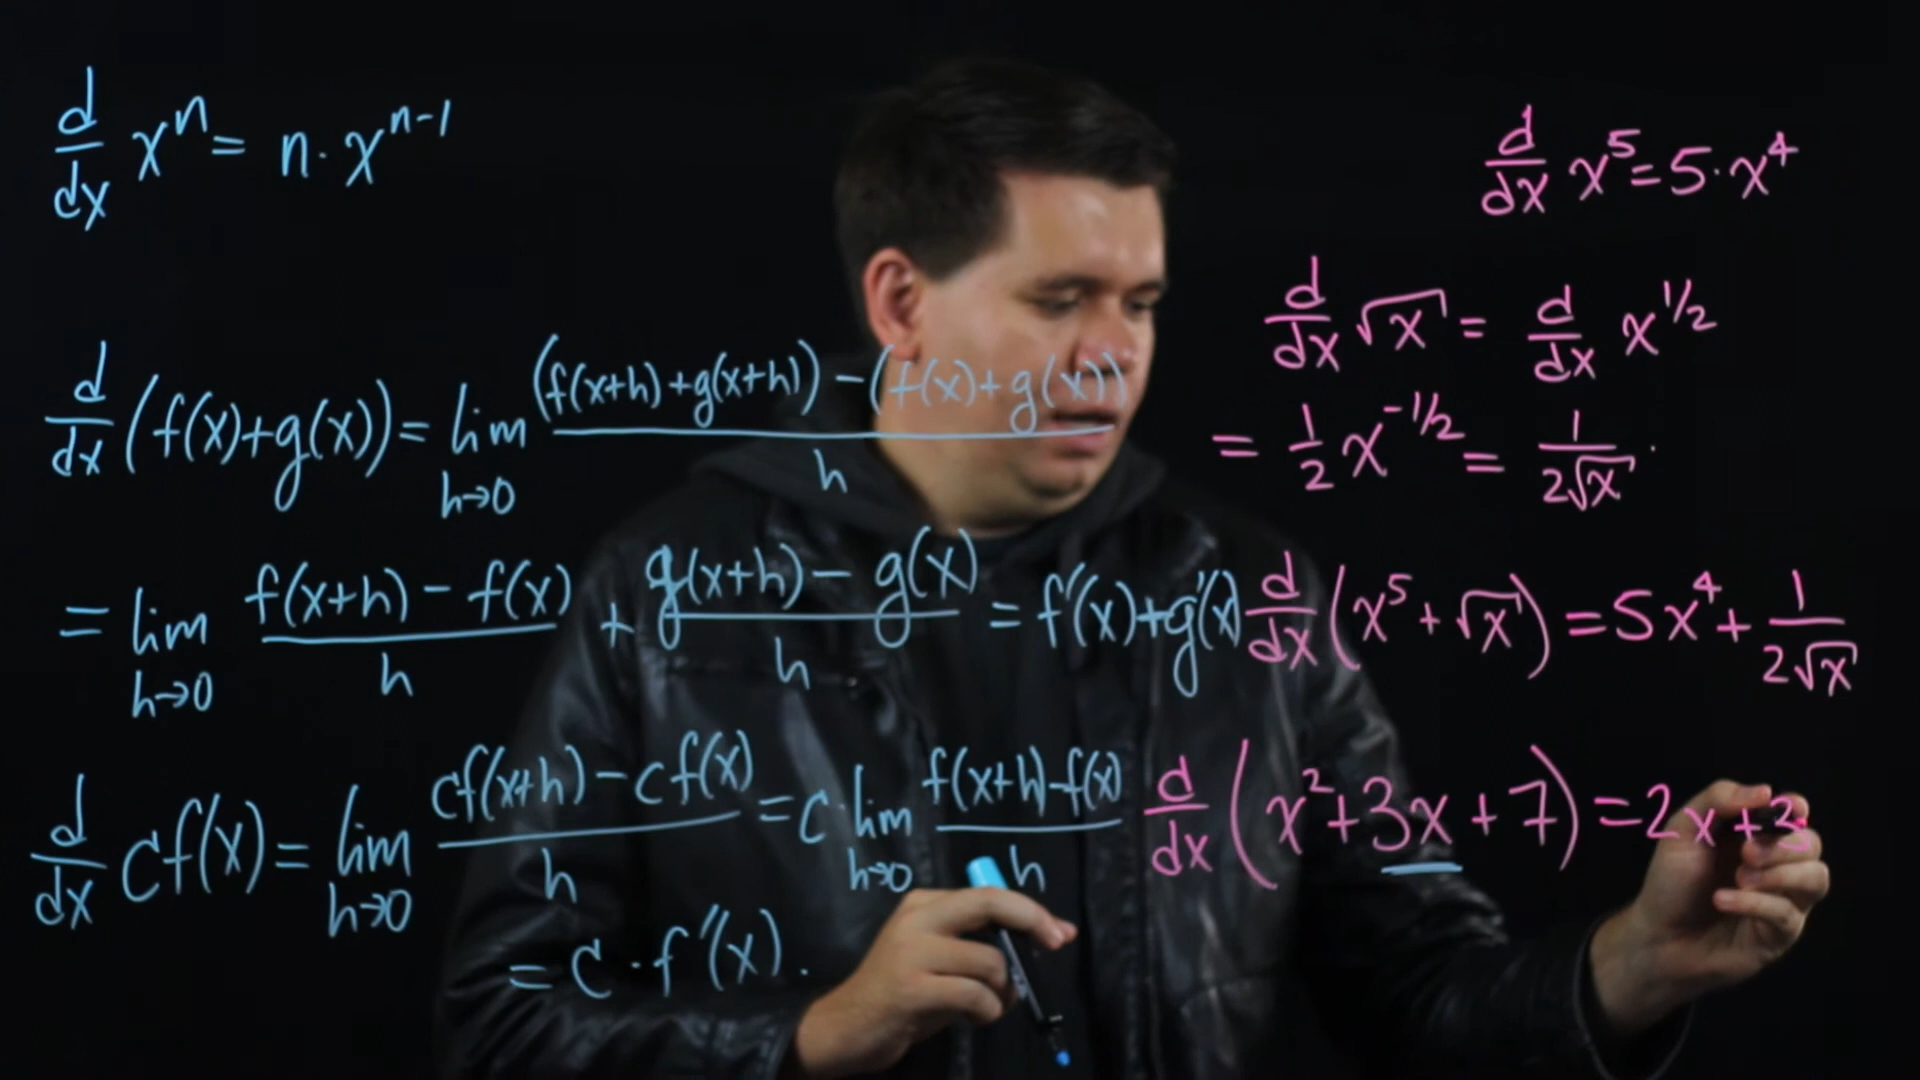 d/dx xⁿ = n · xⁿ⁻¹
d/dx (f(x)+g(x)) = lim h→0 ((f(x+h)+g(x+h)) − (f(x)+g(x)))/h
= lim h→0 (f(x+h) − f(x))/h + (g(x+h) − g(x))/h = f'(x)+g'(x)
d/dx cf(x) = lim h→0 (cf(x+h) − cf(x))/h = c · lim h→0 (f(x+h)−f(x))/h
= c · f'(x).
d/dx x⁵ = 5 · x⁴
d/dx √x = d/dx x^1/2
= 1/2 x^−1/2 = 1/(2√x) .
d/dx (x⁵ + √x) = 5x⁴ + 1/(2√x)
d/dx (x² + 3x + 7) = 2x + 3